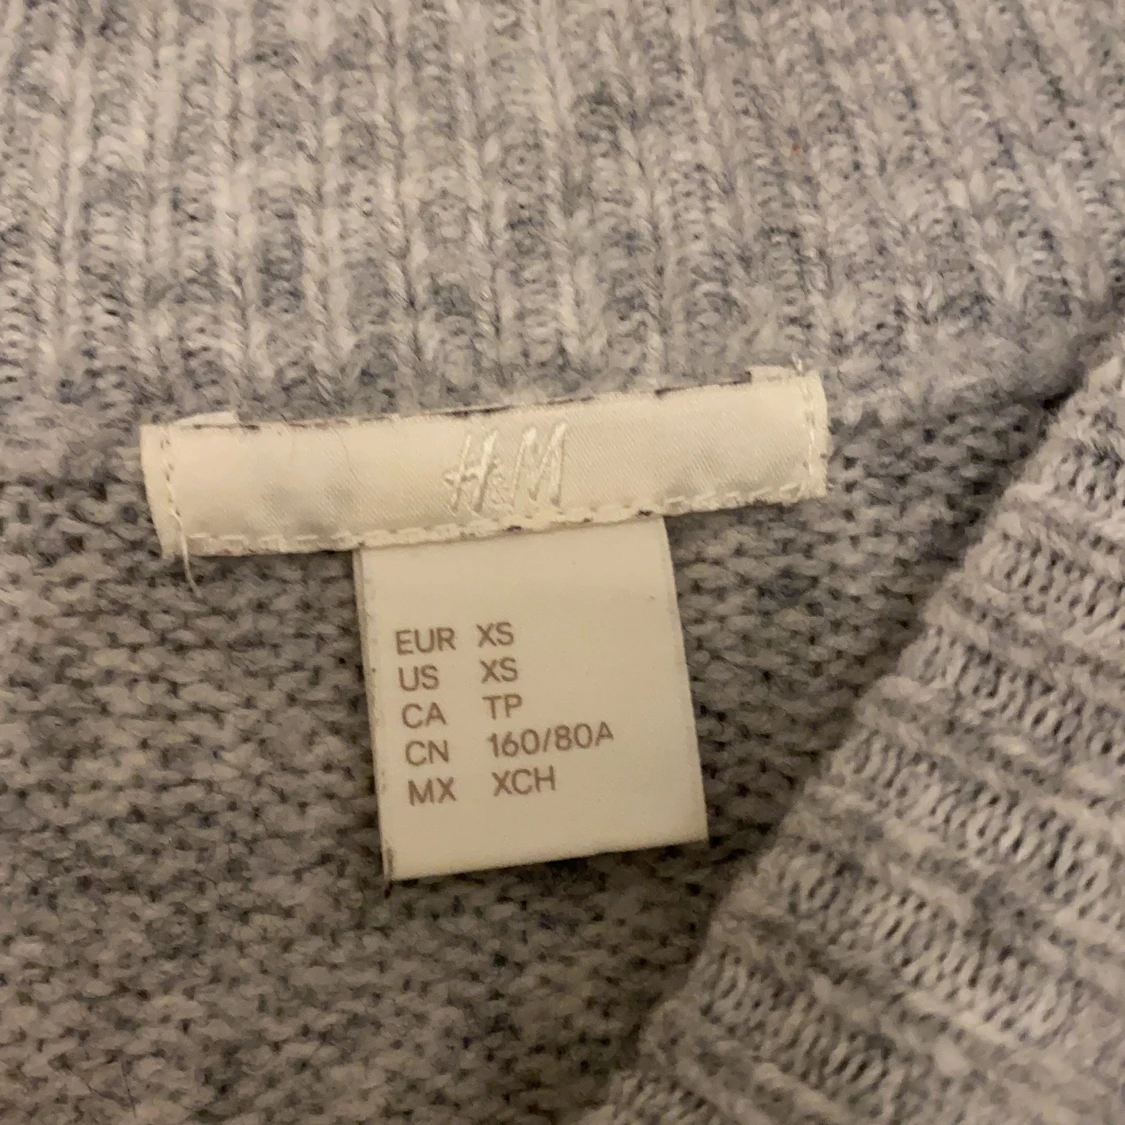 H&M
EUR XS
US XS
CA TP
CN 160/80A
MX XCH